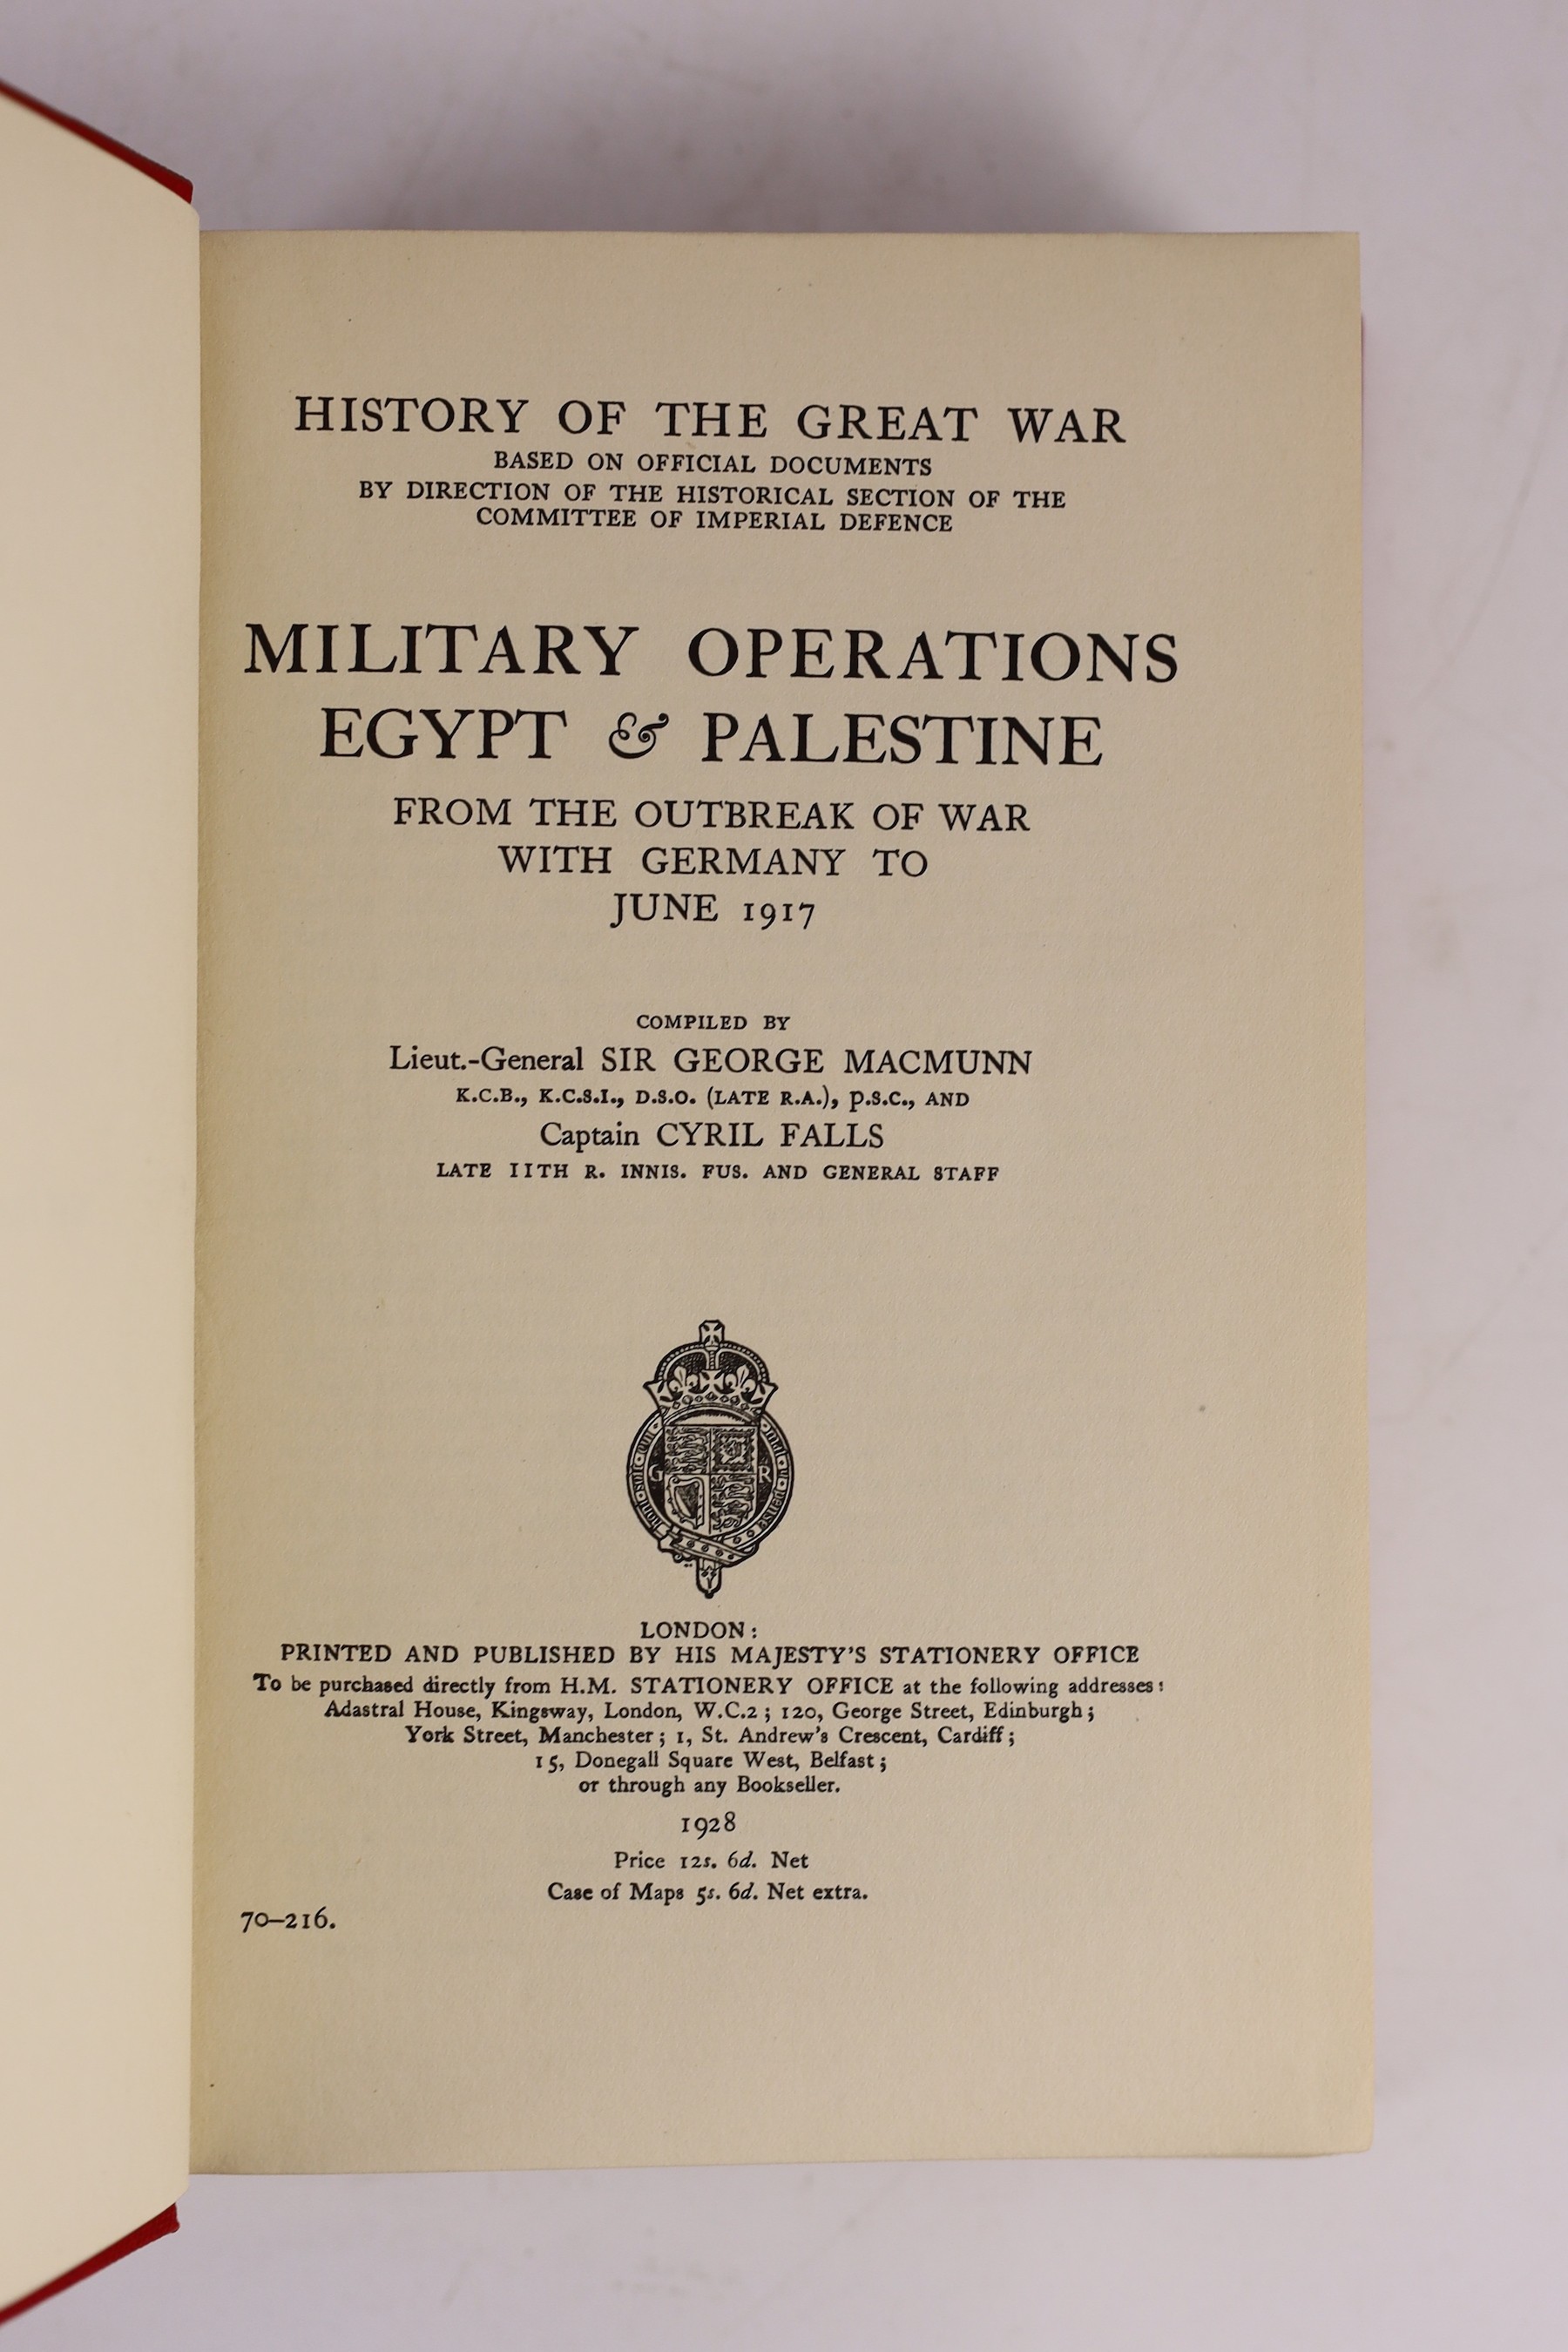 HISTORY OF THE GREAT WAR
BASED ON OFFICIAL DOCUMENTS
BY DIRECTION OF THE HISTORICAL SECTION OF THE
COMMITTEE OF IMPERIAL DEFENCE
MILITARY OPERATIONS
EGYPT & PALESTINE
FROM THE OUTBREAK OF WAR
WITH GERMANY TO
JUNE 1917
COMPILED BY
Lieut.-General SIR GEORGE MACMUNN
K.C.B., K.C.S.I., D.S.O. (LATE R.A.), p.s.c., AND
Captain CYRIL FALLS
LATE 11TH R. INNIS. FUS. AND GENERAL STAFF
G R
LONDON:
PRINTED AND PUBLISHED BY HIS MAJESTY'S STATIONERY OFFICE
To be purchased directly from H.M. STATIONERY OFFICE at the following addresses:
Adastral House, Kingsway, London, W.C.2; 120, George Street, Edinburgh;
York Street, Manchester; 1, St. Andrew's Crescent, Cardiff;
15, Donegall Square West, Belfast;
or through any Bookseller.
1928
Price 12s. 6d. Net
Case of Maps 5s. 6d. Net extra.
70—216.